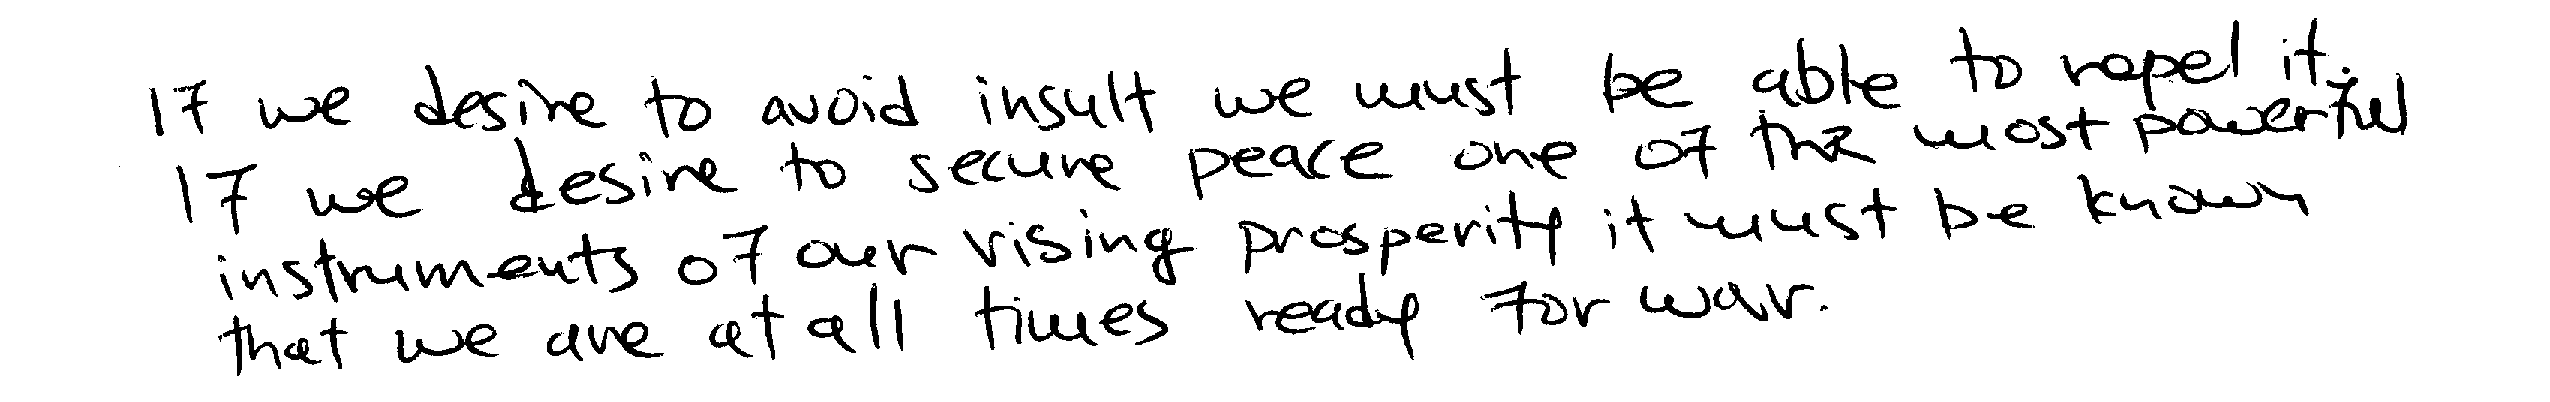 If we desire to avoid insult we must be able to repel it.
If we desire to secure peace one of the most powerful
instruments of our rising prosperity it must be known
that we are at all times ready for war.